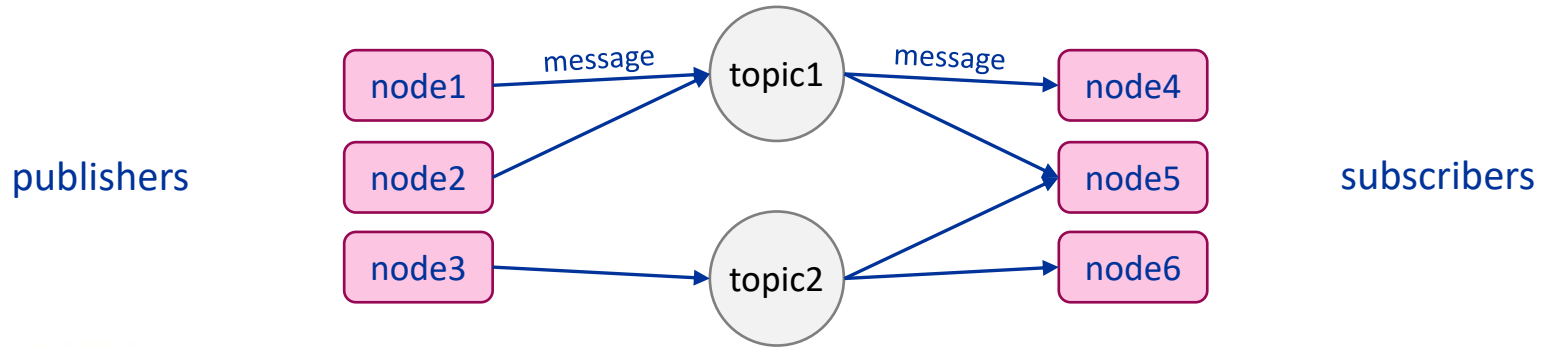 publishers
node1
node2
node3
message
topic1
topic2
message
node4
node5
node6
subscribers